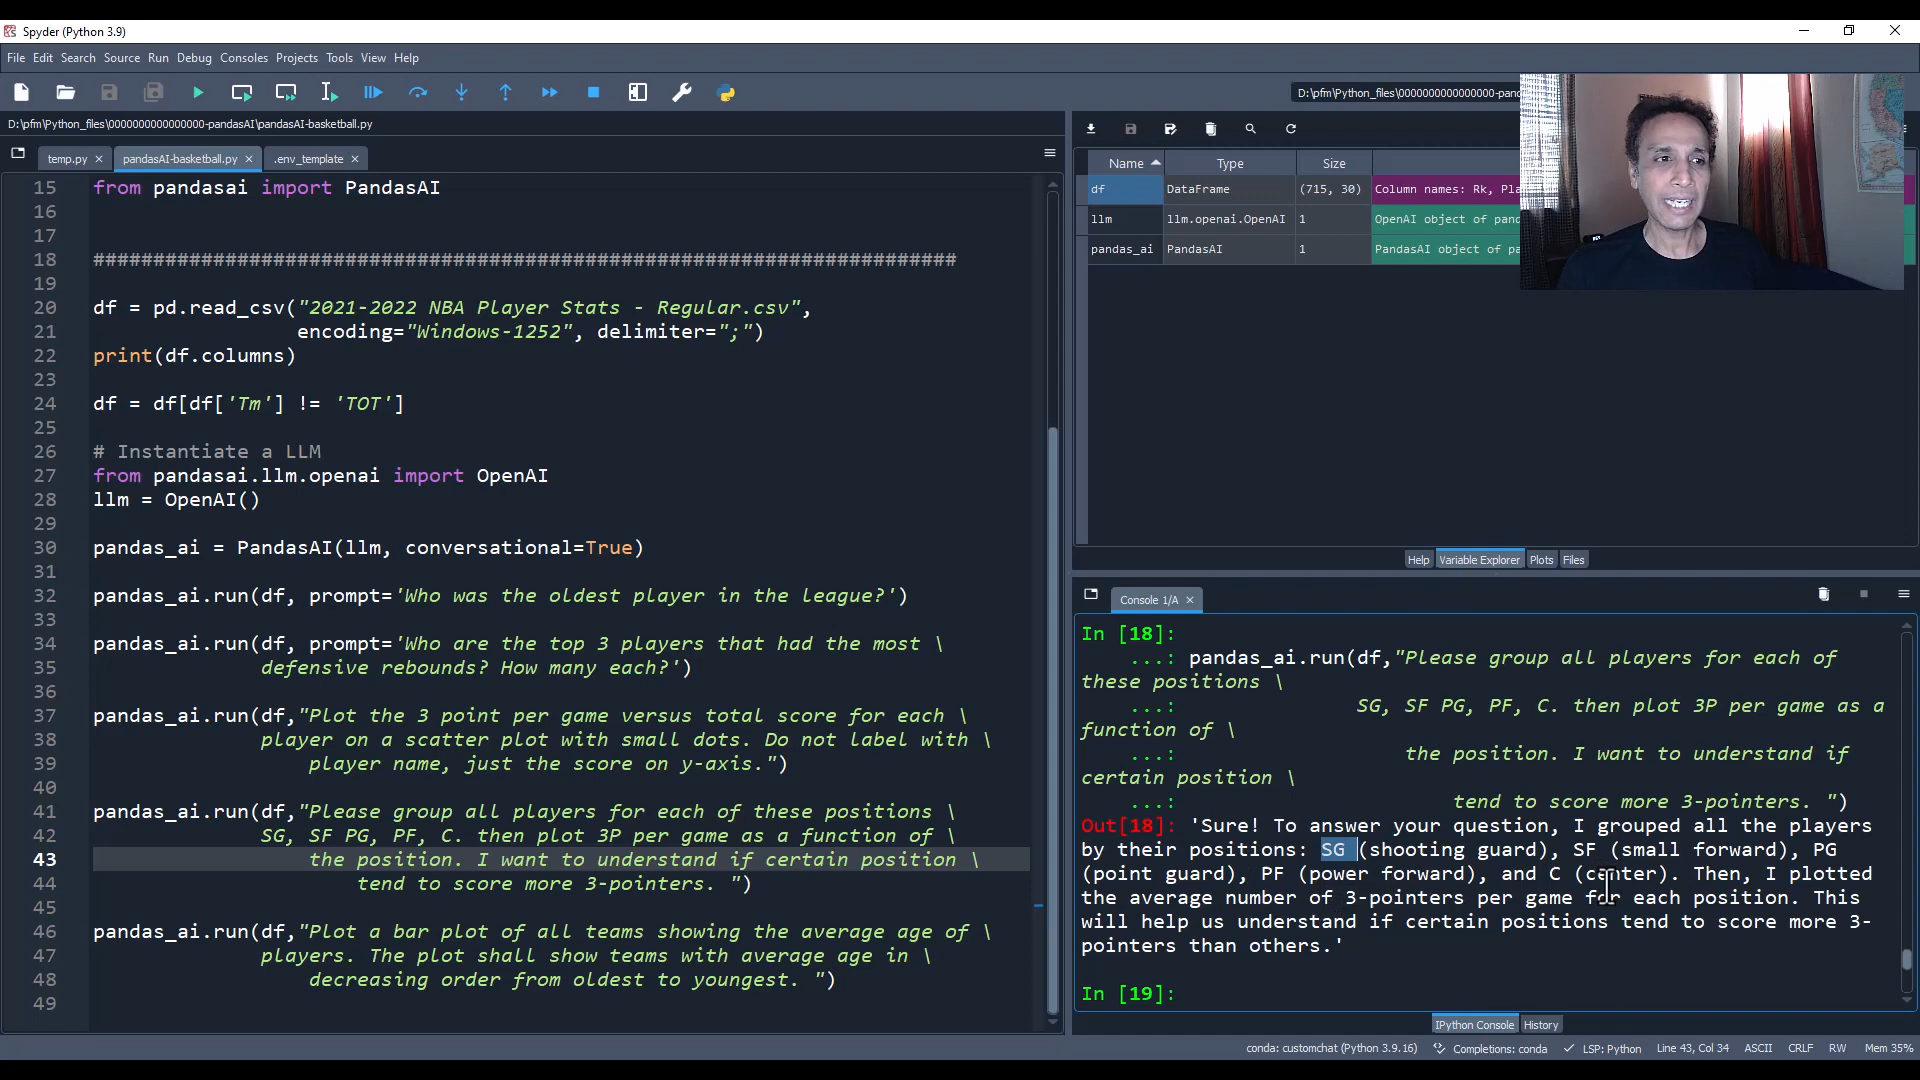 Spyder (Python 3.9)
File Edit Search Source Run Debug Consoles Projects Tools View Help
D:\pfm\Python_files\0000000000000000-pand
D:\pfm\Python_files\0000000000000000-pandasAI\pandasAI-basketball.py
temp.py pandasAI-basketball.py .env_template
15 from pandasai import PandasAI
16
17
18 ########################################################################
19
20 df = pd.read_csv("2021-2022 NBA Player Stats - Regular.csv",
21 encoding="Windows-1252", delimiter=";")
22 print(df.columns)
23
24 df = df[df['Tm'] != 'TOT']
25
26 # Instantiate a LLM
27 from pandasai.llm.openai import OpenAI
28 llm = OpenAI()
29
30 pandas_ai = PandasAI(llm, conversational=True)
31
32 pandas_ai.run(df, prompt='Who was the oldest player in the league?')
33
34 pandas_ai.run(df, prompt='Who are the top 3 players that had the most \
35 defensive rebounds? How many each?')
36
37 pandas_ai.run(df,"Plot the 3 point per game versus total score for each \
38 player on a scatter plot with small dots. Do not label with \
39 player name, just the score on y-axis.")
40
41 pandas_ai.run(df,"Please group all players for each of these positions \
42 SG, SF PG, PF, C. then plot 3P per game as a function of \
43 the position. I want to understand if certain position \
44 tend to score more 3-pointers. ")
45
46 pandas_ai.run(df,"Plot a bar plot of all teams showing the average age of \
47 players. The plot shall show teams with average age in \
48 decreasing order from oldest to youngest. ")
49
Name Type Size
df DataFrame (715, 30) Column names: Rk, Pla
llm llm.openai.OpenAI 1 OpenAI object of pand
pandas_ai PandasAI 1 PandasAI object of pa
Help Variable Explorer Plots Files
Console 1/A
In [18]:
...: pandas_ai.run(df,"Please group all players for each of
these positions \
...: SG, SF PG, PF, C. then plot 3P per game as a
function of \
...: the position. I want to understand if
certain position \
...: tend to score more 3-pointers. ")
Out[18]: 'Sure! To answer your question, I grouped all the players
by their positions: SG (shooting guard), SF (small forward), PG
(point guard), PF (power forward), and C (center). Then, I plotted
the average number of 3-pointers per game for each position. This
will help us understand if certain positions tend to score more 3-
pointers than others.'
In [19]:
IPython Console History
conda: customchat (Python 3.9.16) Completions: conda LSP: Python Line 43, Col 34 ASCII CRLF RW Mem 35%